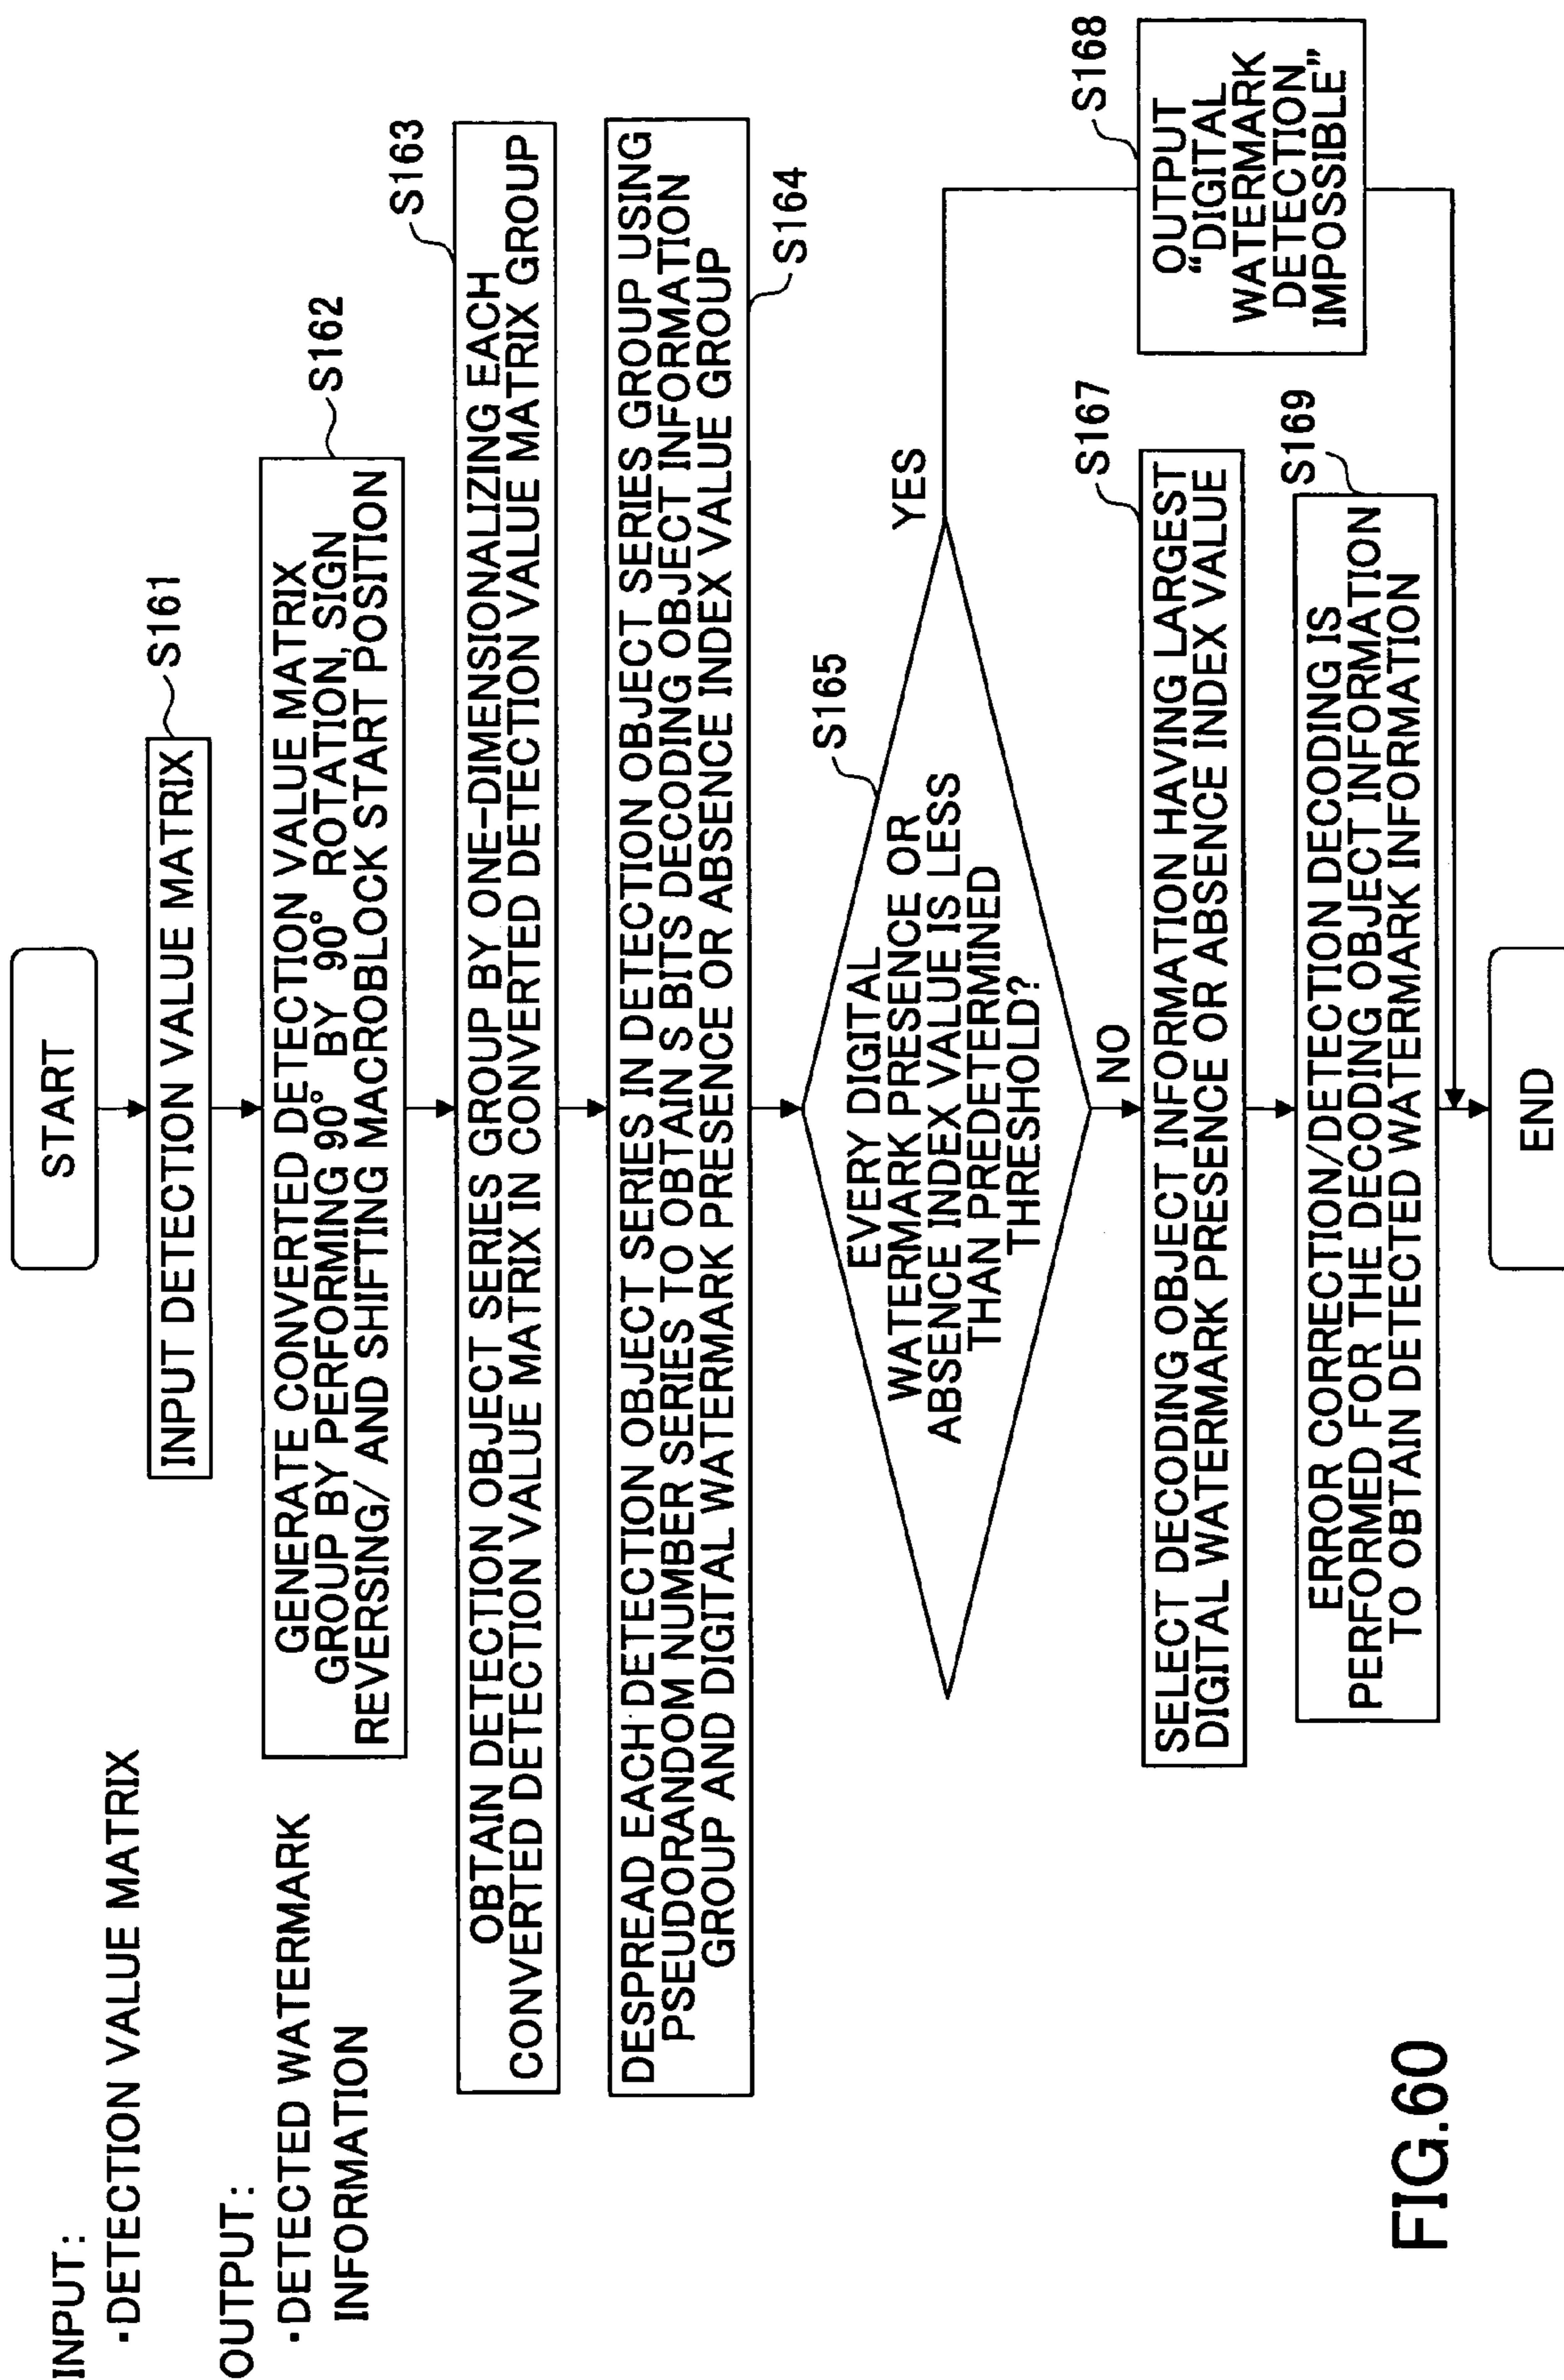 INPUT:
·DETECTION VALUE MATRIX
OUTPUT:
·DETECTED WATERMARK
INFORMATION
START
INPUT DETECTION VALUE MATRIX
S161
GENERATE CONVERTED DETECTION VALUE MATRIX
GROUP BY PERFORMING 90° BY 90° ROTATION, SIGN
REVERSING/ AND SHIFTING MACROBLOCK START POSITION
S162
OBTAIN DETECTION OBJECT SERIES GROUP BY ONE-DIMENSIONALIZING EACH
CONVERTED DETECTION VALUE MATRIX IN CONVERTED DETECTION VALUE MATRIX GROUP
S163
DESPREAD EACH DETECTION OBJECT SERIES IN DETECTION OBJECT SERIES GROUP USING
PSEUDORANDOM NUMBER SERIES TO OBTAIN S BITS DECODING OBJECT INFORMATION
GROUP AND DIGITAL WATERMARK PRESENCE OR ABSENCE INDEX VALUE GROUP
S164
EVERY DIGITAL
WATERMARK PRESENCE OR
ABSENCE INDEX VALUE IS LESS
THAN PREDETERMINED
THRESHOLD?
S165
YES
NO
SELECT DECODING OBJECT INFORMATION HAVING LARGEST
DIGITAL WATERMARK PRESENCE OR ABSENCE INDEX VALUE
S167
OUTPUT
“DIGITAL
WATERMARK
DETECTION,
IMPOSSIBLE”
S168
ERROR CORRECTION/DETECTION DECODING IS
PERFORMED FOR THE DECODING OBJECT INFORMATION
TO OBTAIN DETECTED WATERMARK INFORMATION
S169
END
FIG.60